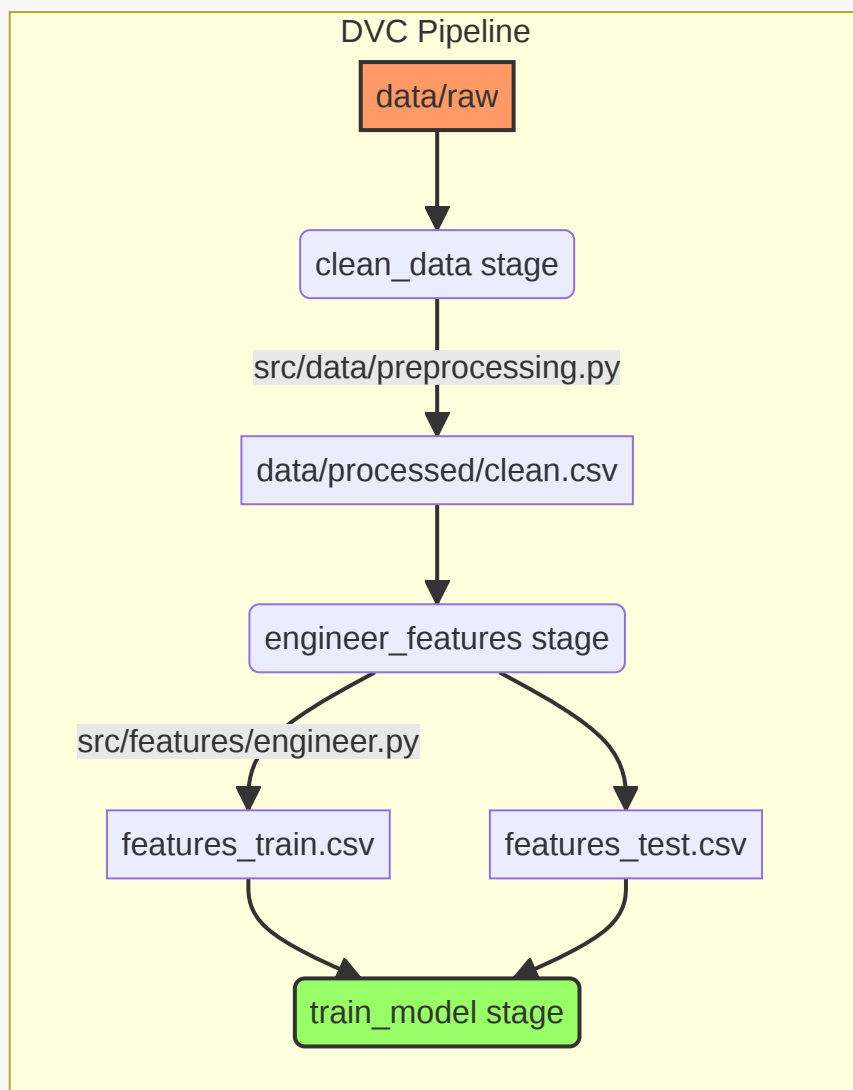 DVC Pipeline
data/raw
clean_data stage
src/data/preprocessing.py
data/processed/clean.csv
engineer_features stage
src/features/engineer.py
features_train.csv
features_test.csv
train_model stage